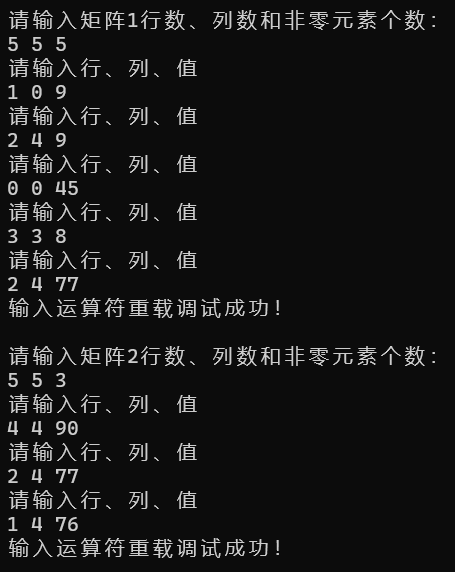 请输入矩阵1行数、列数和非零元素个数:
5 5 5
请输入行、列、值
1 0 9
请输入行、列、值
2 4 9
请输入行、列、值
0 0 45
请输入行、列、值
3 3 8
请输入行、列、值
2 4 77
输入运算符重载调试成功!
请输入矩阵2行数、列数和非零元素个数:
5 5 3
请输入行、列、值
4 4 90
请输入行、列、值
2 4 77
请输入行、列、值
1 4 76
输入运算符重载调试成功!